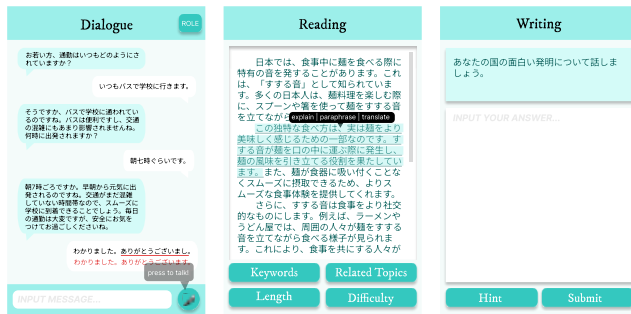 Dialogue
ROLE
お若い方、通勤はいつもどのようにさ
れていますか？
いつもバスで学校に行きます。
そうですか、バスで学校に通われてい
るのですね。バスは便利ですし、交通
の混雑にもあまり影響されませんね。
何時に出発されますか？
朝七時ぐらいです。
朝7時ごろですか。早朝から元気に出
発されるのですね。交通がまだ混雑
していない時間帯なので、スムーズに
学校に到着できることでしょう。毎日
の通勤は大変ですが、安全にお気を
つけてお過ごしくださいね。
わかりました。ありがとうございまし。
わかりました。ありがとうございます。
press to talk!
INPUT MESSAGE...
Reading
日本では、食事中に麺を食べる際に
特有の音を発することがあります。これ
は、「すする音」として知られていま
す。多くの日本人は、麺料理を楽しむ際
に、スプーンや箸を使って麺をすする音
を立てながら
explain | paraphrase | translate
この独特な食べ方は、実は麺をより
美味しく感じるための一部なのです。す
する音が麺を口の中に運ぶ際に発生し、
麺の風味を引き立てる役割を果たしてい
ます。また、麺が食器に吸い付くことな
くスムーズに摂取できるため、よりス
ムーズな食事体験を提供してくれます。
さらに、すする音は食事をより社交
的なものにします。例えば、ラーメンや
うどん屋では、周囲の人々が麺をすする
音を立てながら食べる様子が見られま
す。これにより、食事を共にする人々が
Keywords
Related Topics
Length
Difficulty
Writing
あなたの国の面白い発明について話しま
しょう。
INPUT YOUR ANSWER...
Hint
Submit